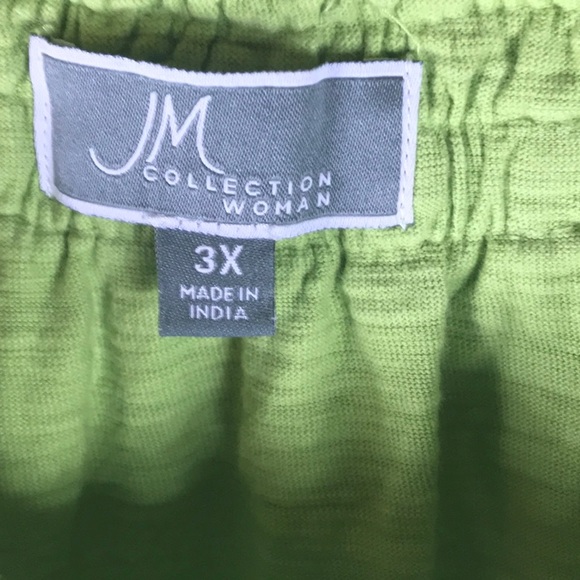 JM
COLLECTION
WOMAN
3X
MADE IN
INDIA